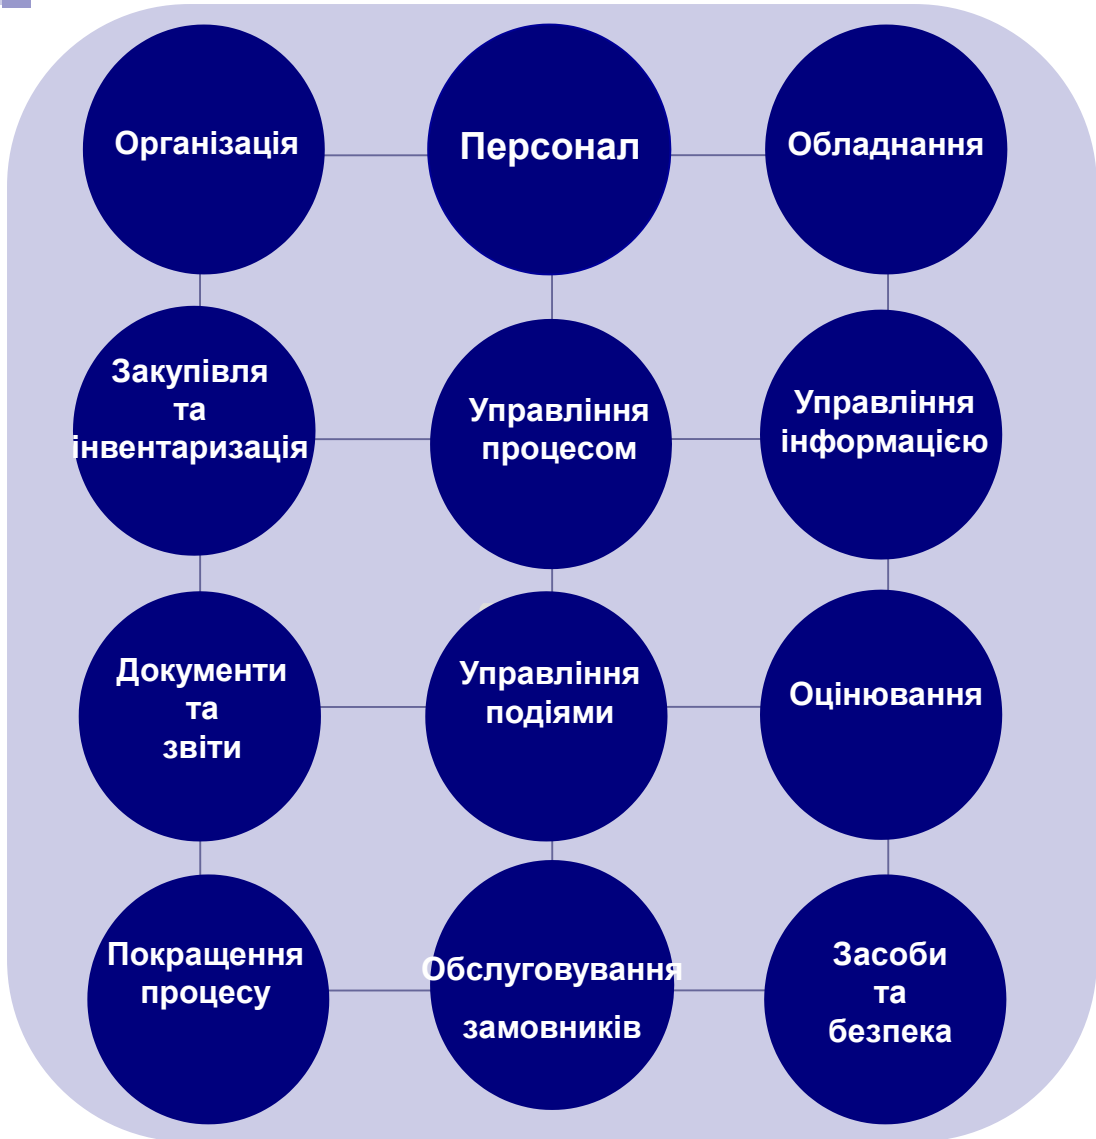 Організація
Персонал
Обладнання
Закупівля
та
інвентаризація
Управління
процесом
Управління
інформацією
Документи
та
звіти
Управління
подіями
Оцінювання
Покращення
процесу
Обслуговування
замовників
Засоби
та
безпека